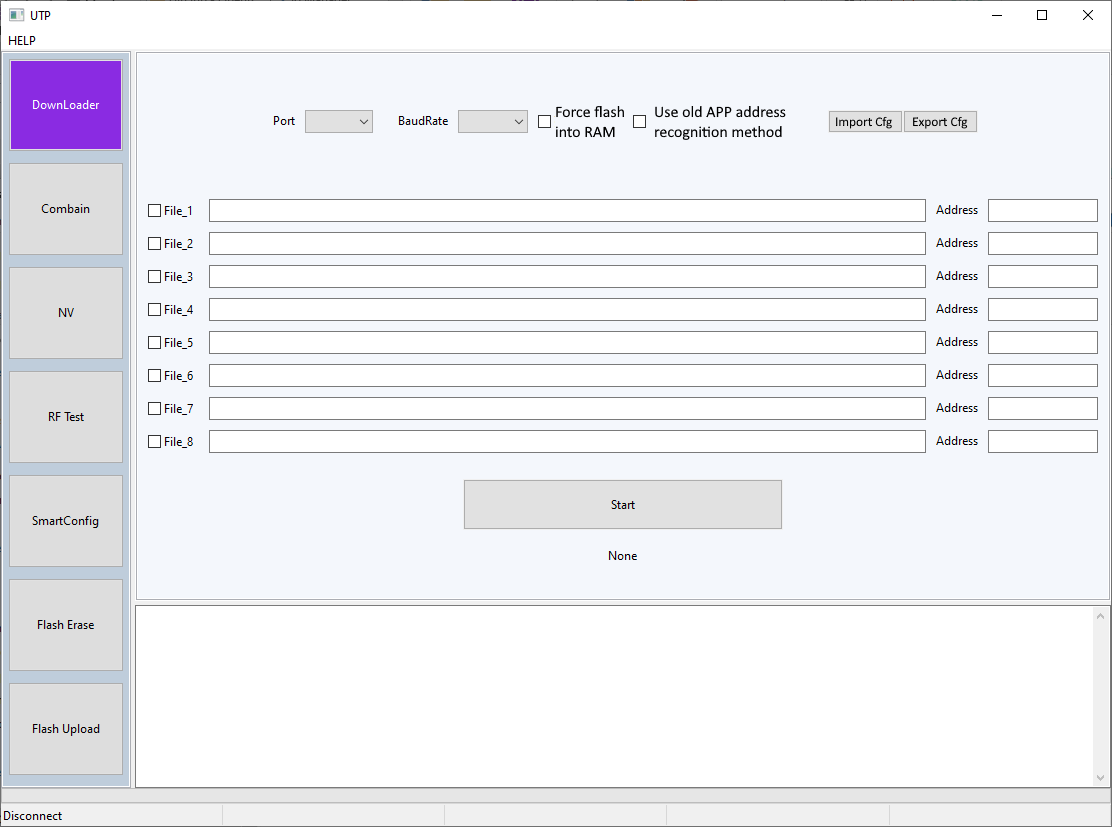 UTP
HELP
DownLoader
Combain
NV
RF Test
SmartConfig
Flash Erase
Flash Upload
Port
BaudRate
Force flash
into RAM
Use old APP address
recognition method
Import Cfg
Export Cfg
File_1 Address
File_2 Address
File_3 Address
File_4 Address
File_5 Address
File_6 Address
File_7 Address
File_8 Address
Start
None
Disconnect